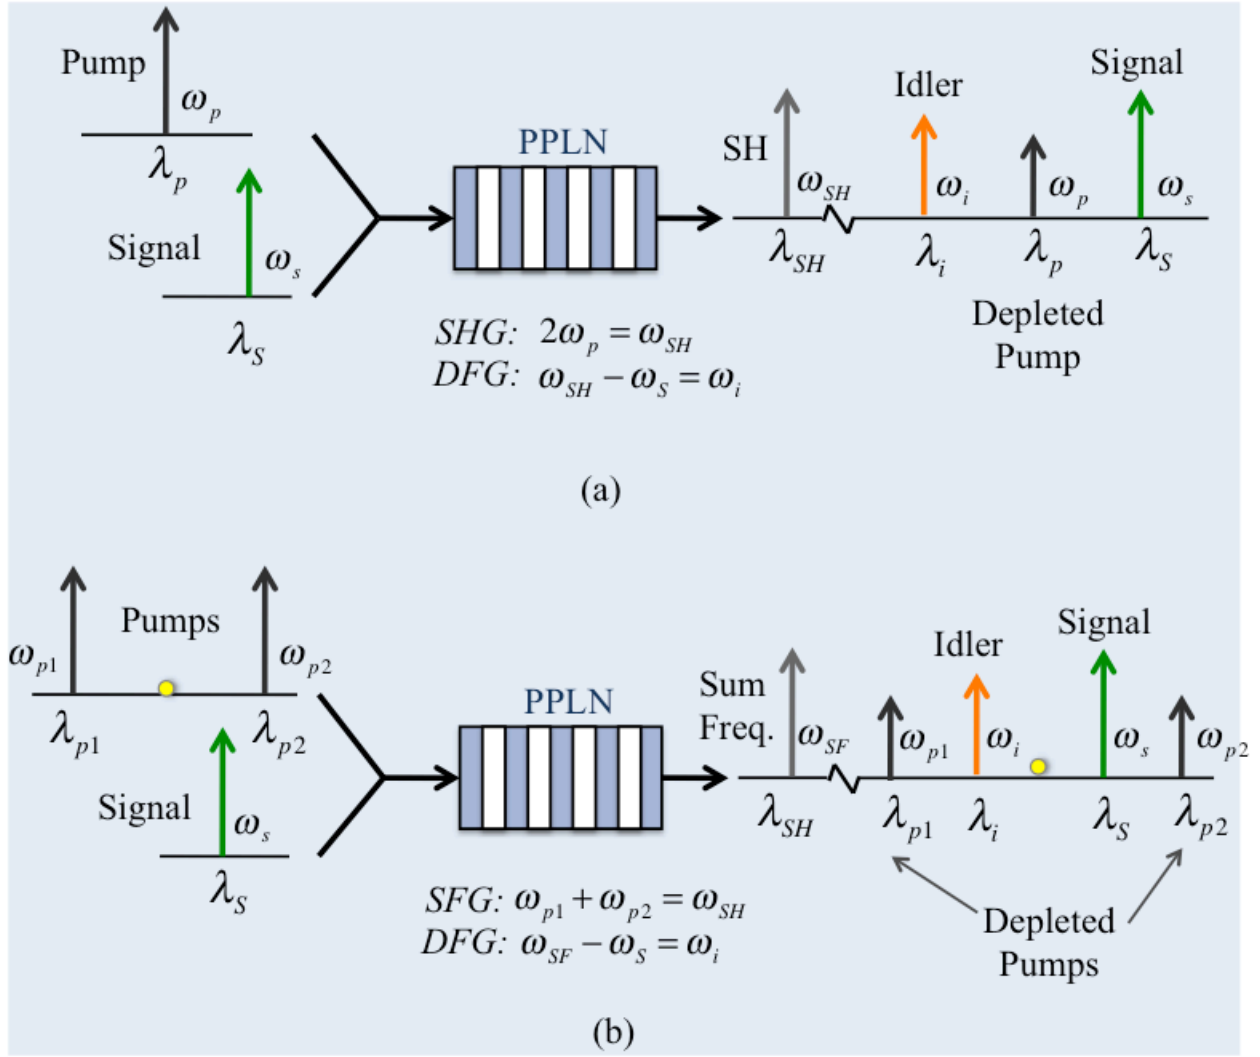 Pump
ω_p
λ_p
Signal
ω_s
λ_S
PPLN
SHG: 2ω_p = ω_SH
DFG: ω_SH − ω_S = ω_i
SH
ω_SH
λ_SH
Idler
ω_i
λ_i
ω_p
λ_p
Signal
ω_s
λ_S
Depleted
Pump
(a)
Pumps
ω_p1
ω_p2
λ_p1
λ_p2
Signal
ω_s
λ_S
PPLN
SFG: ω_p1 + ω_p2 = ω_SH
DFG: ω_SF − ω_S = ω_i
Sum
Freq.
ω_SF
λ_SH
ω_p1
λ_p1
Idler
ω_i
λ_i
Signal
ω_s
λ_S
ω_p2
λ_p2
Depleted
Pumps
(b)